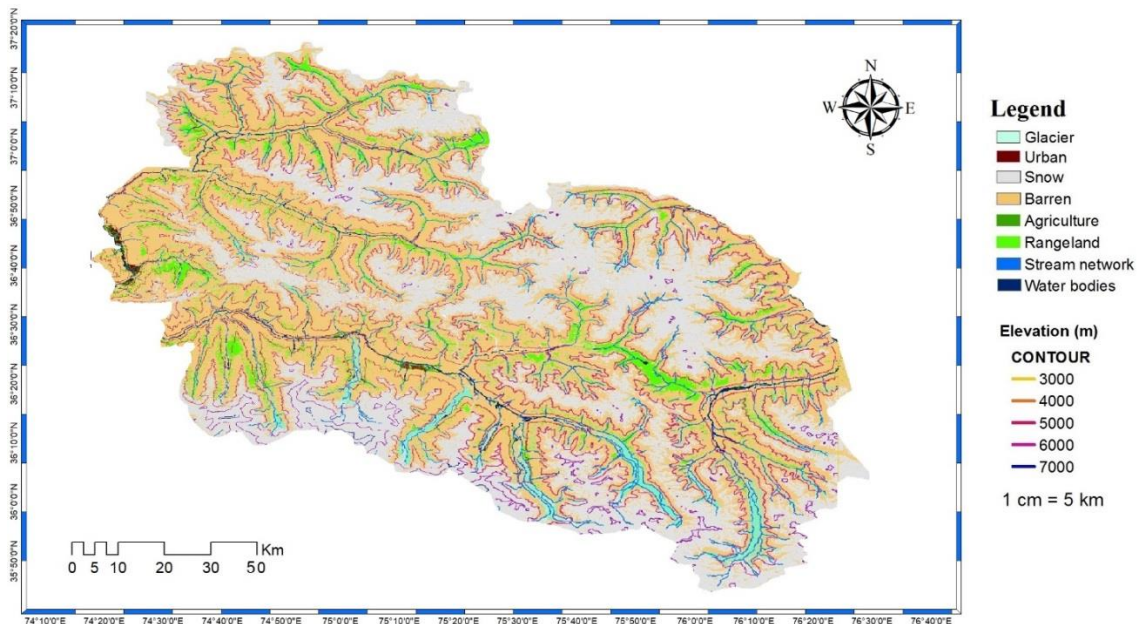 37°20'0"N
37°10'0"N
37°0'0"N
36°50'0"N
36°40'0"N
36°30'0"N
36°20'0"N
36°10'0"N
36°0'0"N
35°50'0"N
N
W E
S
Legend
Glacier
Urban
Snow
Barren
Agriculture
Rangeland
Stream network
Water bodies
Elevation (m)
CONTOUR
3000
4000
5000
6000
7000
1 cm = 5 km
Km
0 5 10 20 30 40 50
74°10'0"E 74°20'0"E 74°30'0"E 74°40'0"E 74°50'0"E 75°0'0"E 75°10'0"E 75°20'0"E 75°30'0"E 75°40'0"E 75°50'0"E 76°0'0"E 76°10'0"E 76°20'0"E 76°30'0"E 76°40'0"E